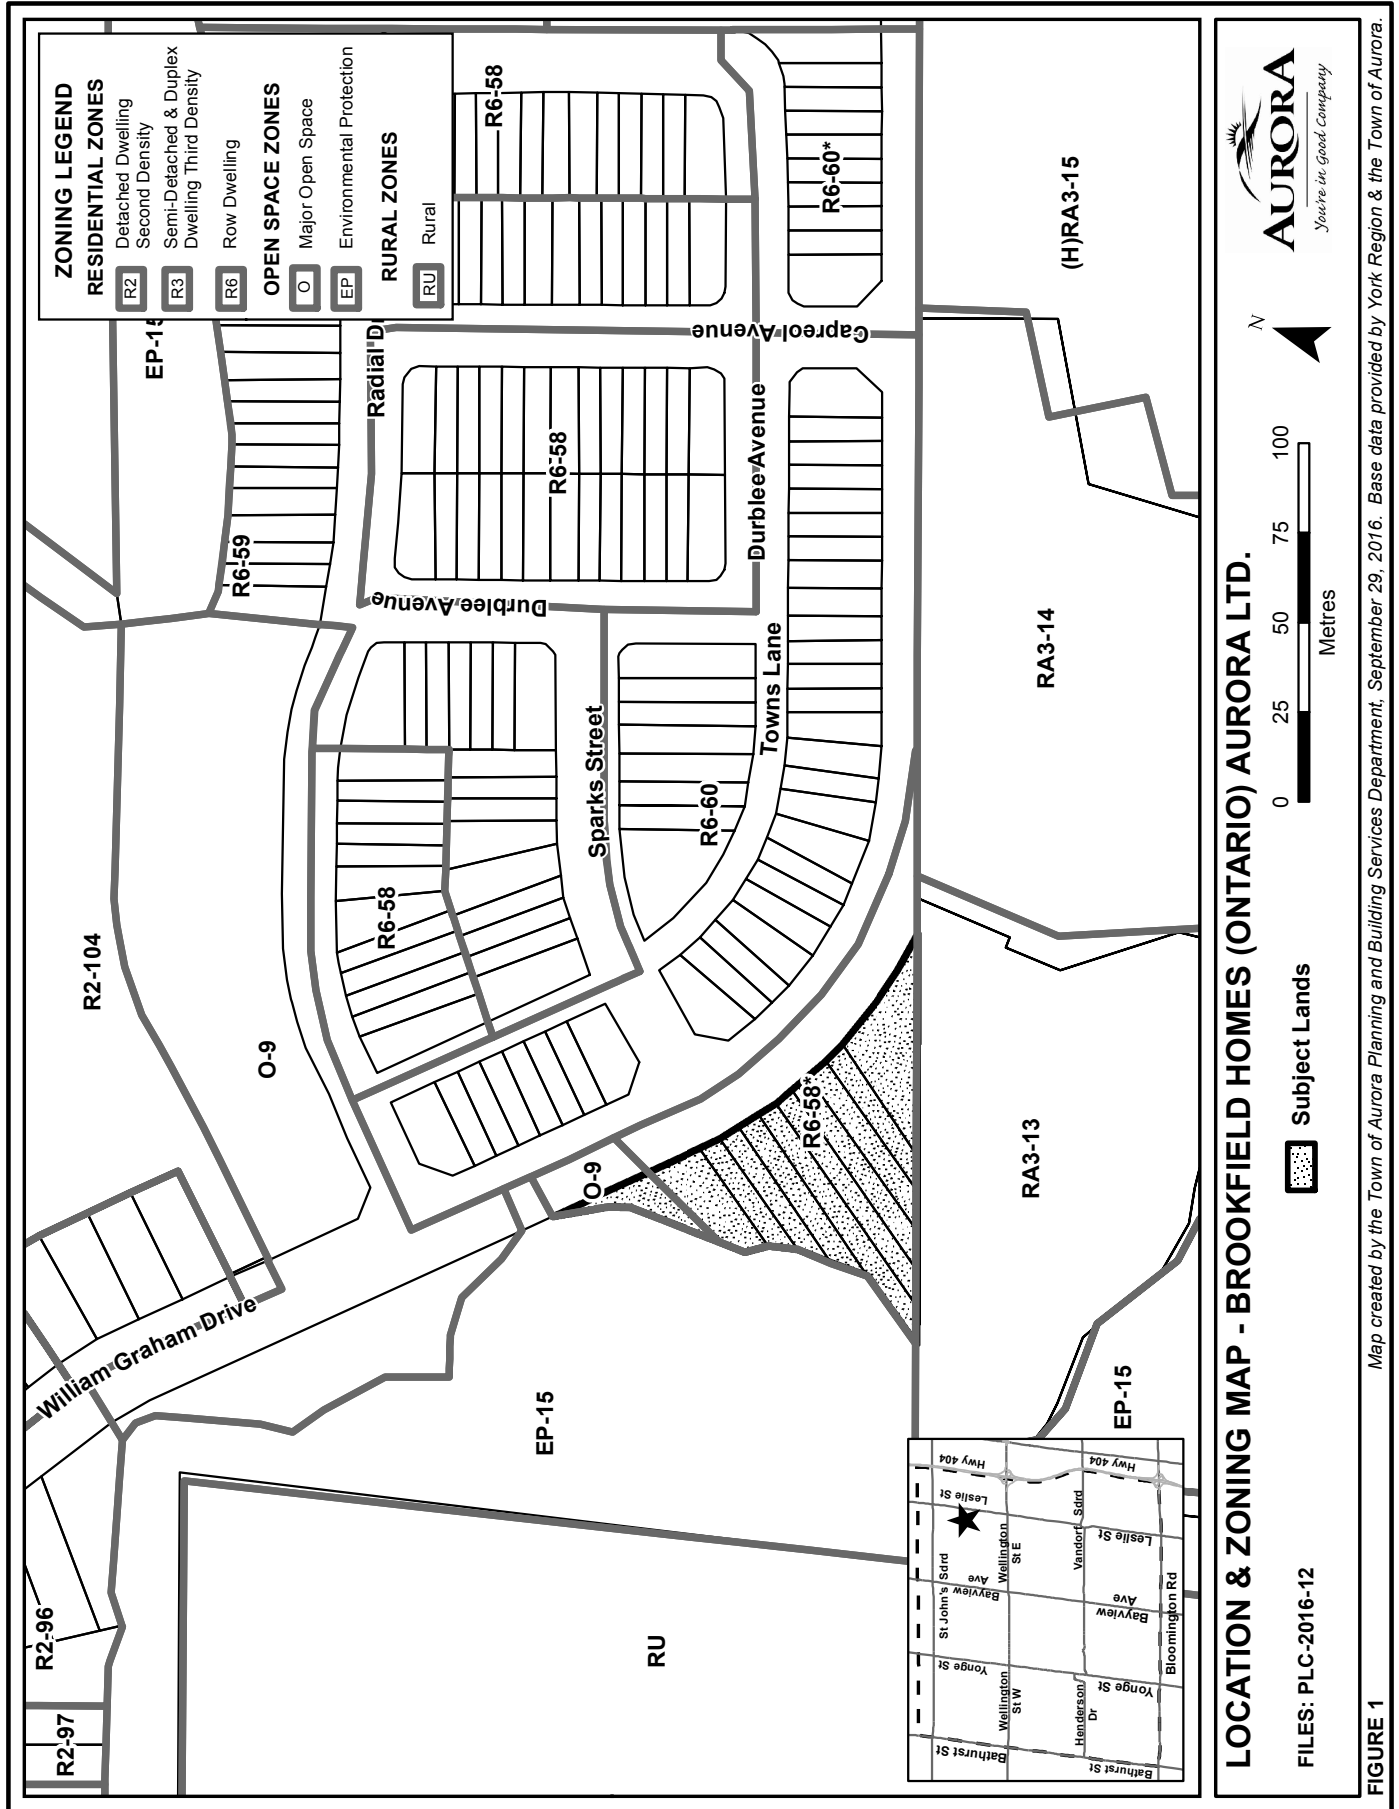 ZONING LEGEND
RESIDENTIAL ZONES
R2 Detached Dwelling
Second Density
R3 Semi-Detached & Duplex
Dwelling Third Density
R6 Row Dwelling
OPEN SPACE ZONES
O Major Open Space
EP Environmental Protection
RURAL ZONES
RU Rural
R2-97
R2-96
William Graham Drive
R2-104
O-9
EP-15
R6-59
Radial
R6-58
R6-58
R6-58
Durblee Avenue
Capreol Avenue
Durblee Avenue
Sparks Street
Towns Lane
R6-60
R6-60*
O-9
R6-58*
EP-15
RU
RA3-13
RA3-14
(H)RA3-15
EP-15
St John's Sdrd
Wellington
St W
Wellington
St E
Henderson
Dr
Vandorf Sdrd
Bloomington Rd
Bathurst St
Bathurst St
Yonge St
Yonge St
Bayview
Ave
Bayview
Ave
Leslie St
Leslie St
Hwy 404
Hwy 404
LOCATION & ZONING MAP - BROOKFIELD HOMES (ONTARIO) AURORA LTD.
FILES: PLC-2016-12
Subject Lands
0 25 50 75 100
Metres
N
AURORA
You're in Good Company
FIGURE 1
Map created by the Town of Aurora Planning and Building Services Department, September 29, 2016. Base data provided by York Region & the Town of Aurora.